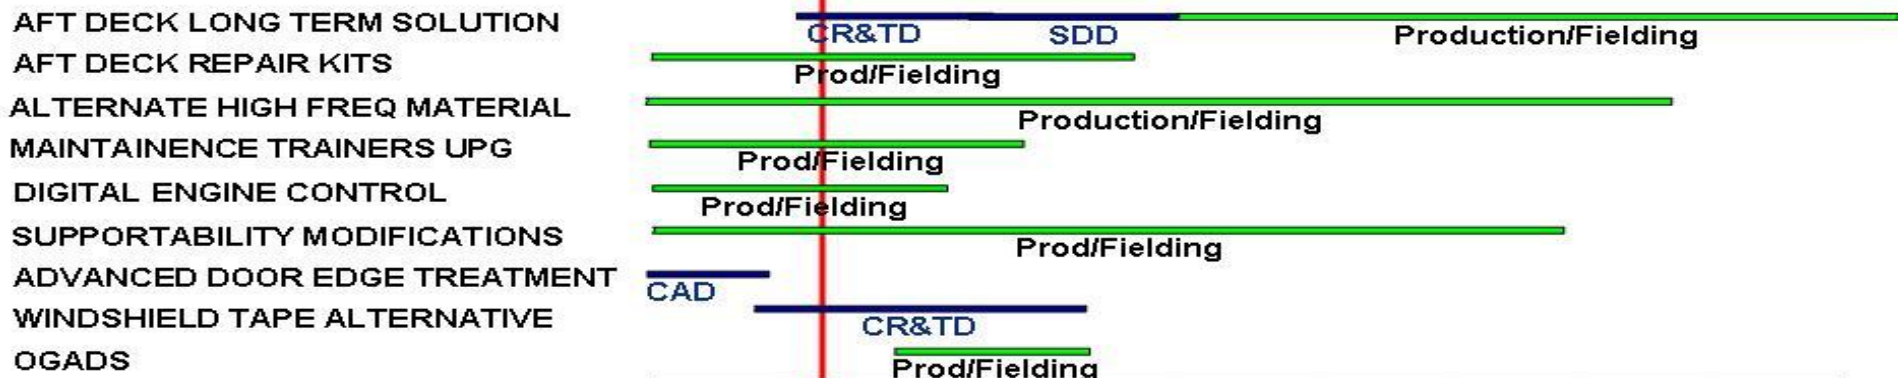 AFT DECK LONG TERM SOLUTION
CR&TD SDD Production/Fielding
AFT DECK REPAIR KITS
Prod/Fielding
ALTERNATE HIGH FREQ MATERIAL
Production/Fielding
MAINTAINENCE TRAINERS UPG
Prod/Fielding
DIGITAL ENGINE CONTROL
Prod/Fielding
SUPPORTABILITY MODIFICATIONS
Prod/Fielding
ADVANCED DOOR EDGE TREATMENT
CAD
WINDSHIELD TAPE ALTERNATIVE
CR&TD
OGADS
Prod/Fielding